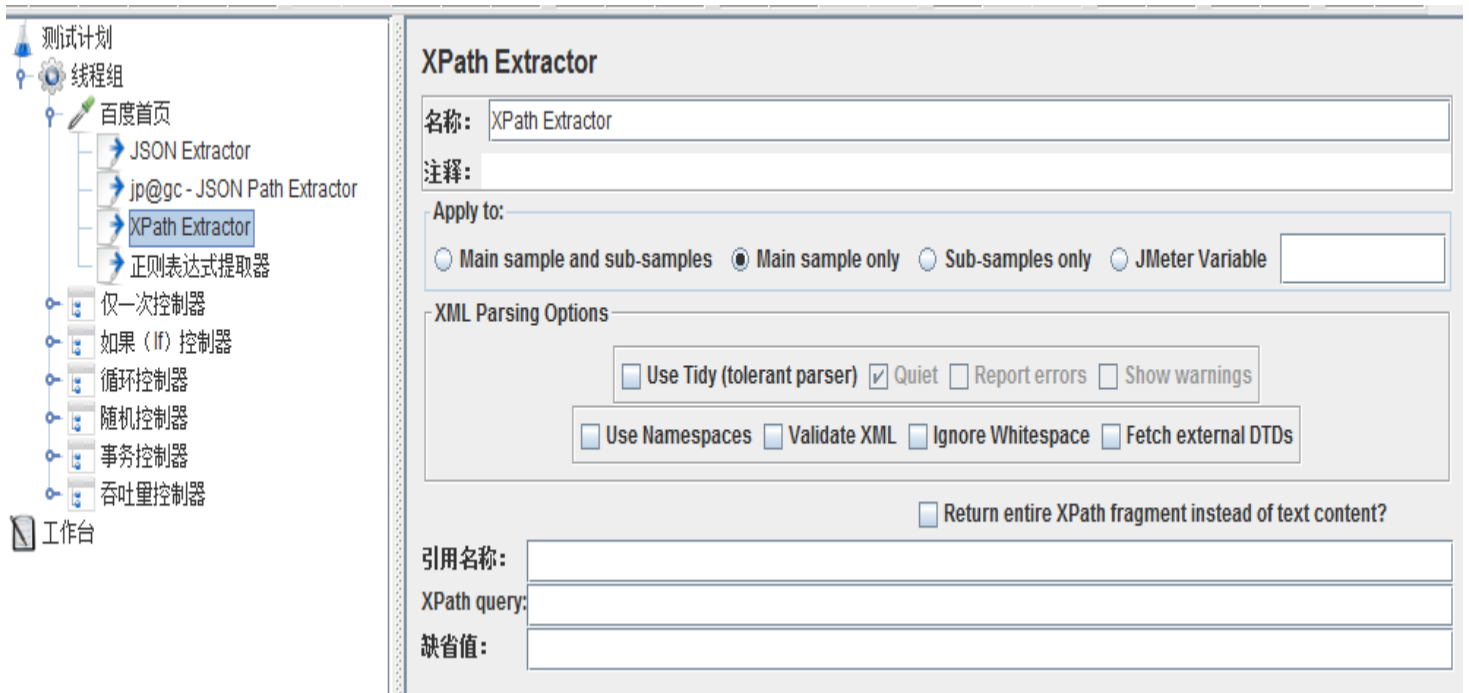 测试计划
线程组
百度首页
JSON Extractor
jp@gc - JSON Path Extractor
XPath Extractor
正则表达式提取器
仅一次控制器
如果（If）控制器
循环控制器
随机控制器
事务控制器
吞吐量控制器
工作台
XPath Extractor
名称： XPath Extractor
注释：
Apply to:
Main sample and sub-samples Main sample only Sub-samples only JMeter Variable
XML Parsing Options
Use Tidy (tolerant parser) Quiet Report errors Show warnings
Use Namespaces Validate XML Ignore Whitespace Fetch external DTDs
Return entire XPath fragment instead of text content?
引用名称：
XPath query:
缺省值：